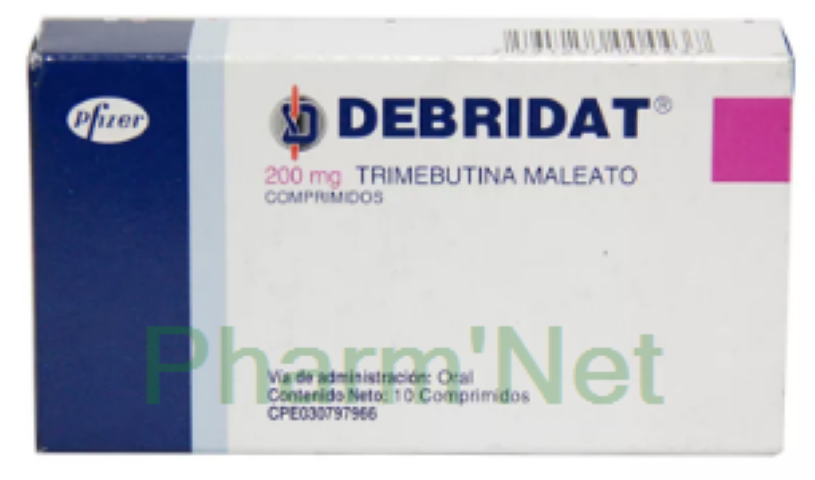 Pfizer
DEBRIDAT®
200 mg TRIMEBUTINA MALEATO
COMPRIMIDOS
Pharm'Net
Vía de administración: Oral
Contenido Neto: 10 Comprimidos
CPE030797966